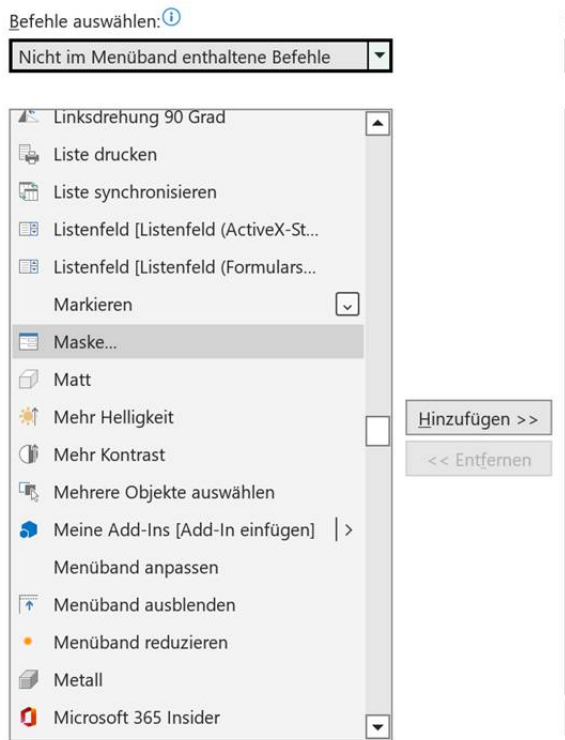 Befehle auswählen:
Nicht im Menüband enthaltene Befehle
Linksdrehung 90 Grad
Liste drucken
Liste synchronisieren
Listenfeld [Listenfeld (ActiveX-St...
Listenfeld [Listenfeld (Formulars...
Markieren
Maske...
Matt
Mehr Helligkeit
Mehr Kontrast
Mehrere Objekte auswählen
Meine Add-Ins [Add-In einfügen]
Menüband anpassen
Menüband ausblenden
Menüband reduzieren
Metall
Microsoft 365 Insider
Hinzufügen >>
<< Entfernen